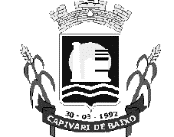 30 - 03 - 1992
CAPIVARI DE BAIXO